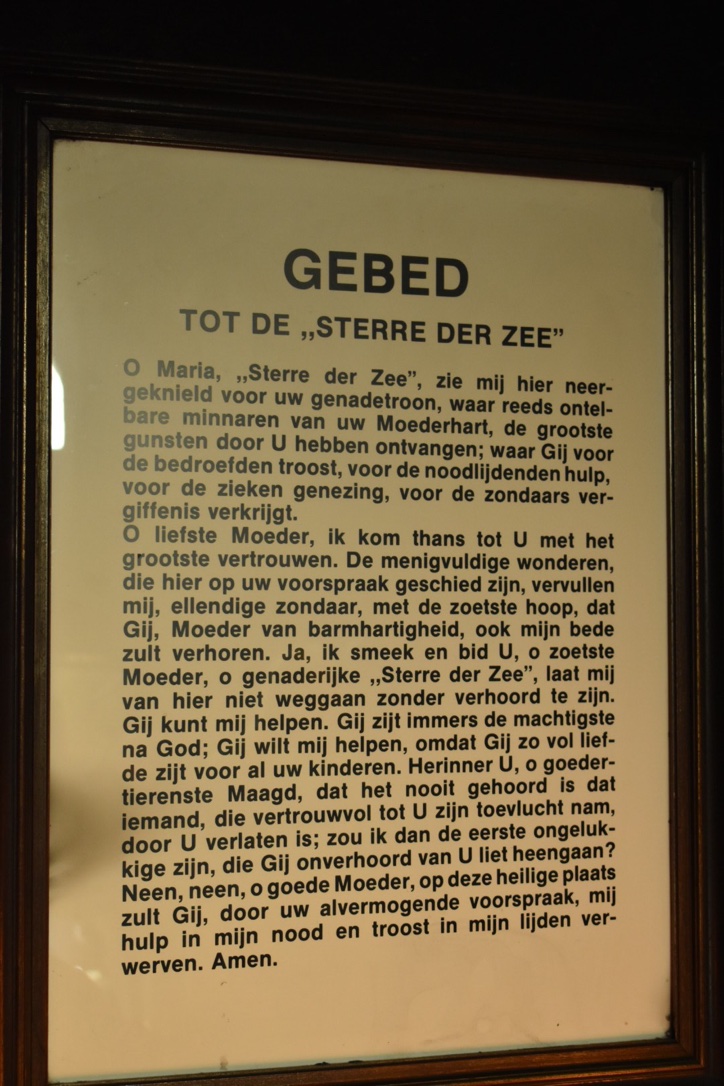 GEBED
TOT DE „STERRE DER ZEE”
O Maria, „Sterre der Zee”, zie mij hier neer-
geknield voor uw genadetroon, waar reeds ontel-
bare minnaren van uw Moederhart, de grootste
gunsten door U hebben ontvangen; waar Gij voor
de bedroefden troost, voor de noodlijdenden hulp,
voor de zieken genezing, voor de zondaars ver-
giffenis verkrijgt.
O liefste Moeder, ik kom thans tot U met het
grootste vertrouwen. De menigvuldige wonderen,
die hier op uw voorspraak geschied zijn, vervullen
mij, ellendige zondaar, met de zoetste hoop, dat
Gij, Moeder van barmhartigheid, ook mijn bede
zult verhoren. Ja, ik smeek en bid U, o zoetste
Moeder, o genaderijke „Sterre der Zee”, laat mij
van hier niet weggaan zonder verhoord te zijn.
Gij kunt mij helpen. Gij zijt immers de machtigste
na God; Gij wilt mij helpen, omdat Gij zo vol lief-
de zijt voor al uw kinderen. Herinner U, o goeder-
tierenste Maagd, dat het nooit gehoord is dat
iemand, die vertrouwvol tot U zijn toevlucht nam,
door U verlaten is; zou ik dan de eerste ongeluk-
kige zijn, die Gij onverhoord van U liet heengaan?
Neen, neen, o goede Moeder, op deze heilige plaats
zult Gij, door uw alvermogende voorspraak, mij
hulp in mijn nood en troost in mijn lijden ver-
werven. Amen.